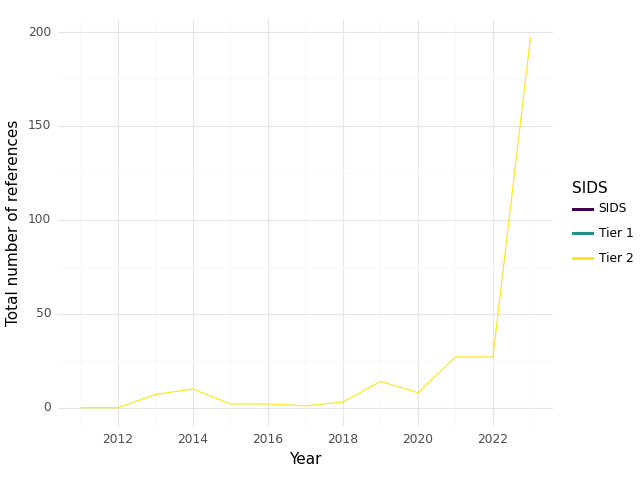 200
150
100
50
0
Total number of references
2012 2014 2016 2018 2020 2022
Year
SIDS
SIDS
Tier 1
Tier 2